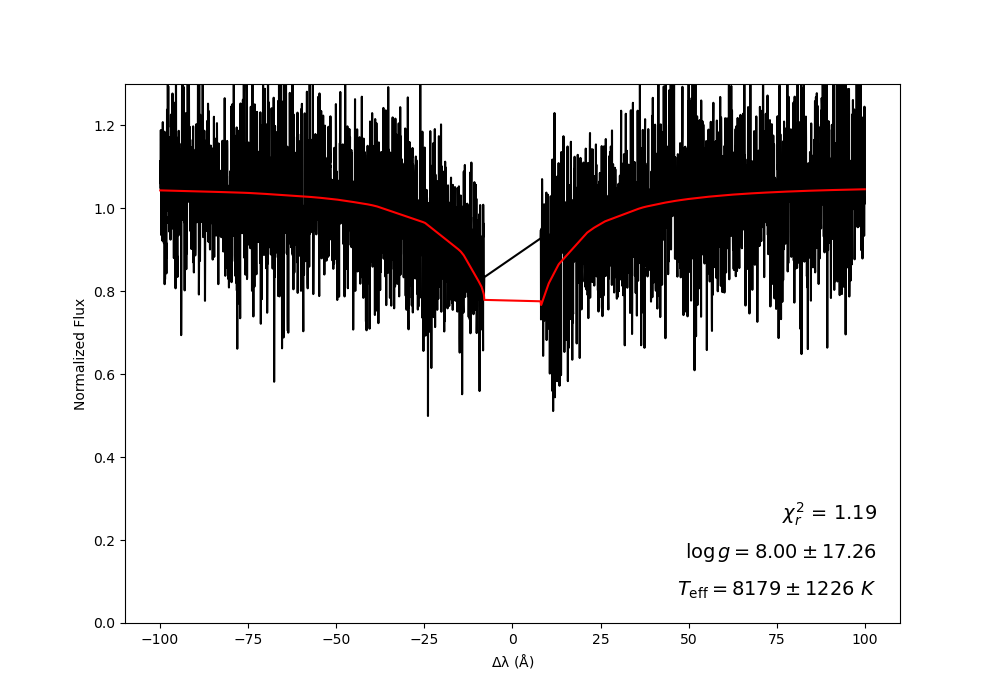 1.2
1.0
0.8
0.6
0.4
0.2
0.0
Normalized Flux
χ²ᵣ = 1.19
log g = 8.00 ± 17.26
T_eff = 8179 ± 1226 K
−100 −75 −50 −25 0 25 50 75 100
Δλ (Å)